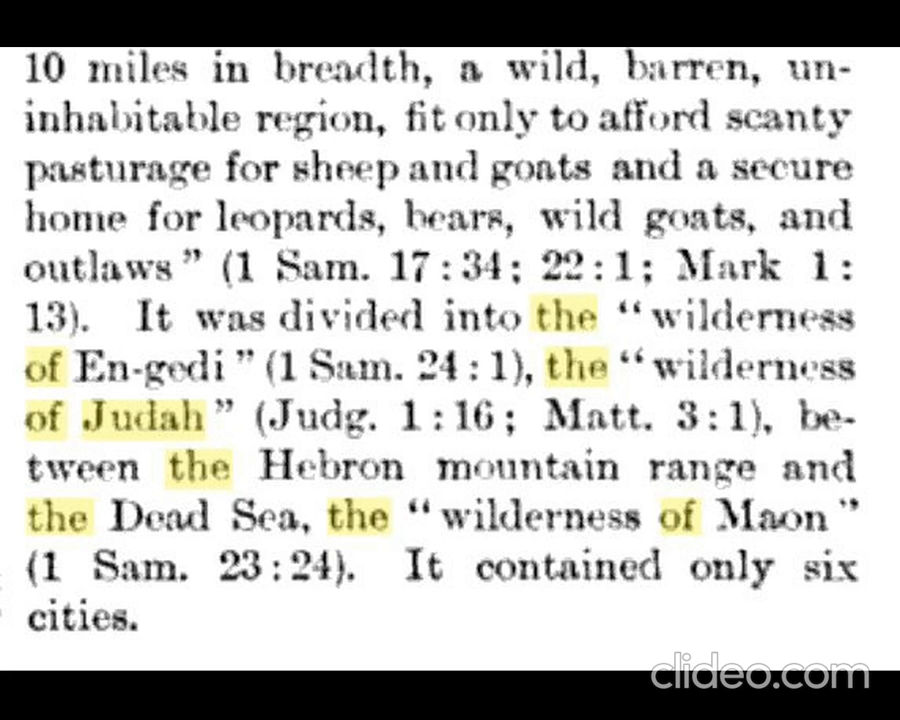 10 miles in breadth, a wild, barren, un-
inhabitable region, fit only to afford scanty
pasturage for sheep and goats and a secure
home for leopards, bears, wild goats, and
outlaws” (1 Sam. 17 : 34; 22 : 1; Mark 1 :
13). It was divided into the “wilderness
of En-gedi” (1 Sam. 24 : 1), the “wilderness
of Judah” (Judg. 1 : 16; Matt. 3 : 1), be-
tween the Hebron mountain range and
the Dead Sea, the “wilderness of Maon”
(1 Sam. 23 : 24). It contained only six
cities.
clideo.com